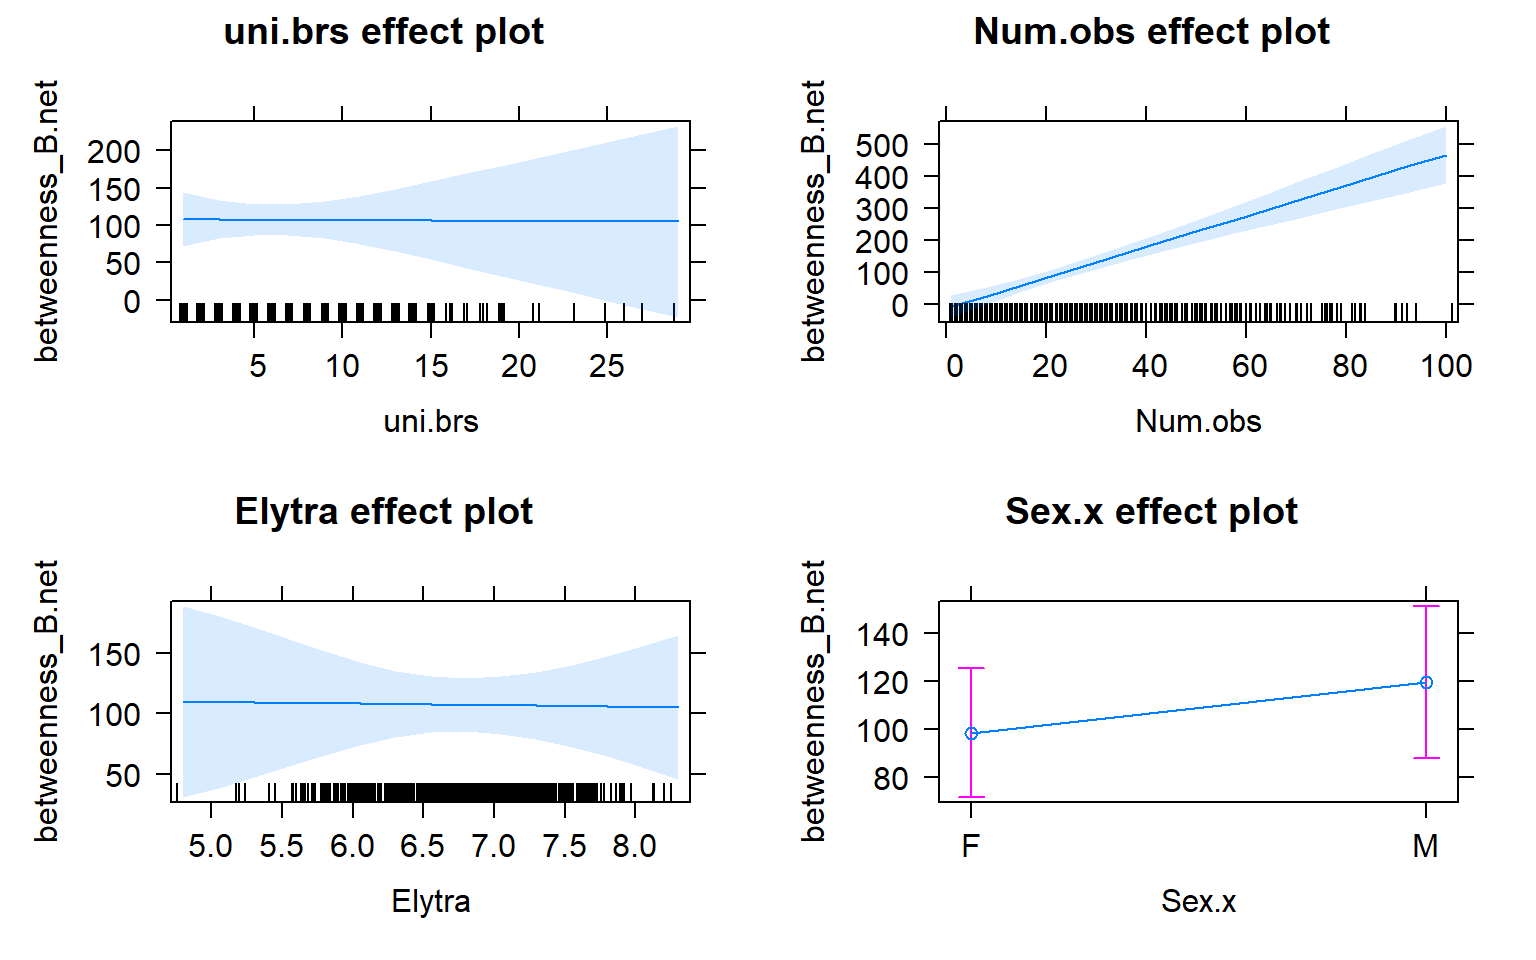 uni.brs effect plot
betweenness_B.net
200
150
100
50
0
5 10 15 20 25
uni.brs
Num.obs effect plot
betweenness_B.net
500
400
300
200
100
0
0 20 40 60 80 100
Num.obs
Elytra effect plot
betweenness_B.net
150
100
50
5.0 5.5 6.0 6.5 7.0 7.5 8.0
Elytra
Sex.x effect plot
betweenness_B.net
140
120
100
80
F M
Sex.x